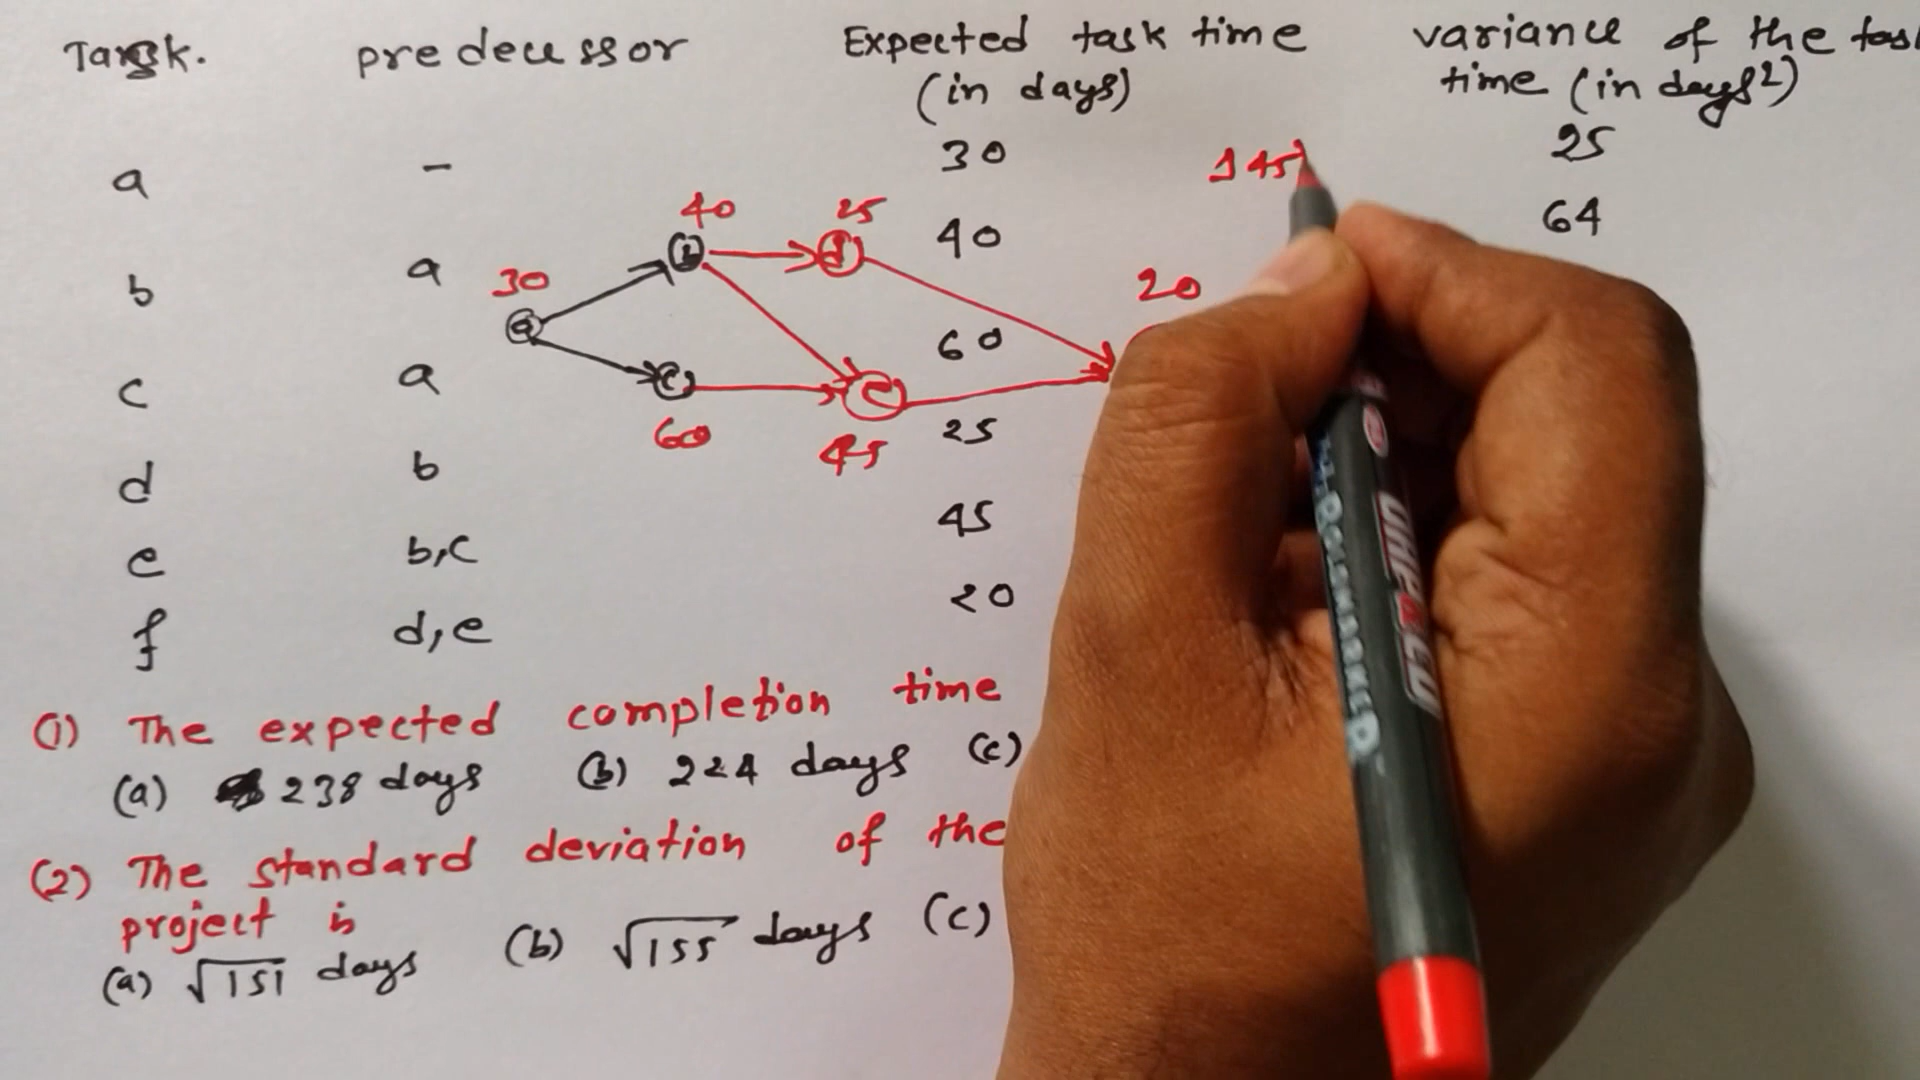 Task. predecessor Expected task time variance of the tas
(in days) time (in days²)
a - 30 25
b a 40 64
c a 60
d b 25
e b,c 45
f d,e 20
30 40 25 60 45 20 145
a b c d e
(1) The expected completion time
(a) 238 days (b) 224 days (c)
(2) The standard deviation of the
project is
(a) √151 days (b) √155 days (c)